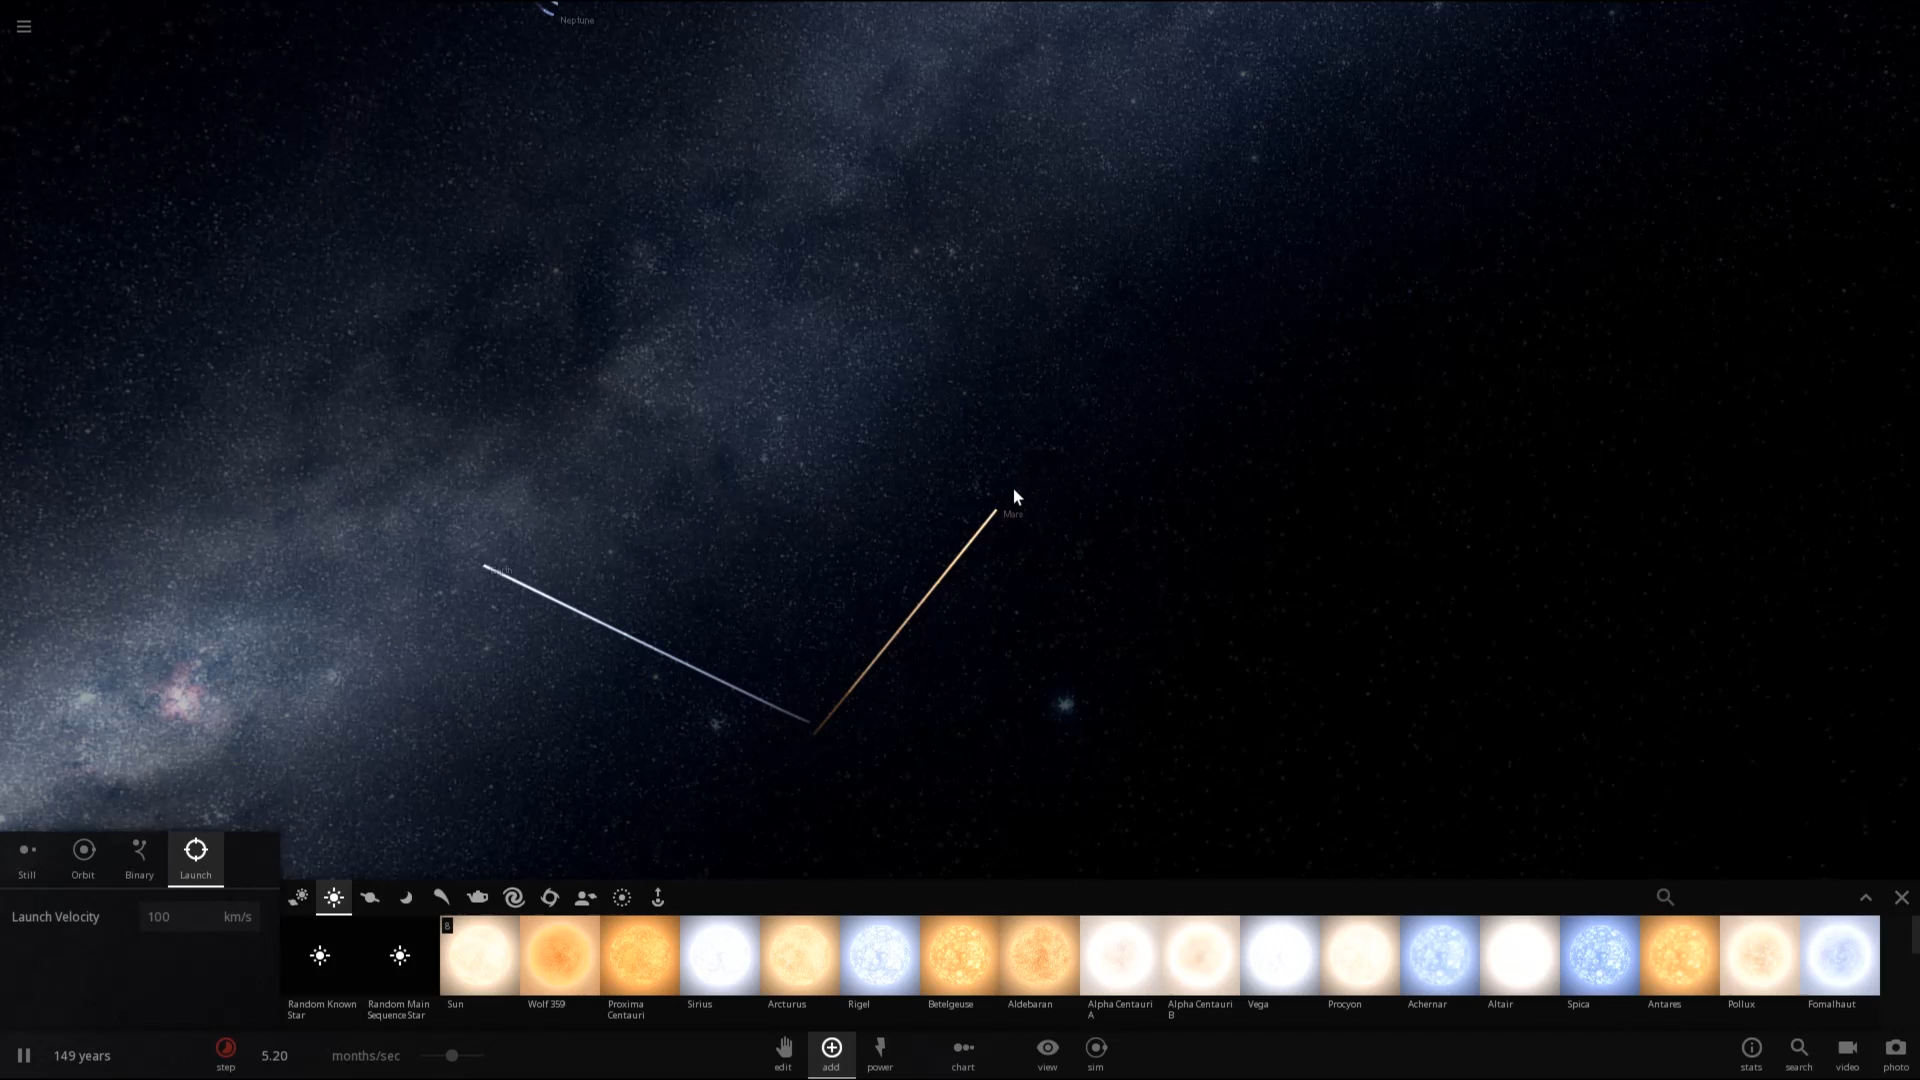 Neptune
Mars
Earth
Still
Orbit
Binary
Launch
Launch Velocity
100
km/s
8
Random Known
Star
Random Main
Sequence Star
Sun
Wolf 359
Proxima
Centauri
Sirius
Arcturus
Rigel
Betelgeuse
Aldebaran
Alpha Centauri
A
Alpha Centauri
B
Vega
Procyon
Achernar
Altair
Spica
Antares
Pollux
Fomalhaut
149 years
step
5.20
months/sec
edit
add
power
chart
view
sim
stats
search
video
photo